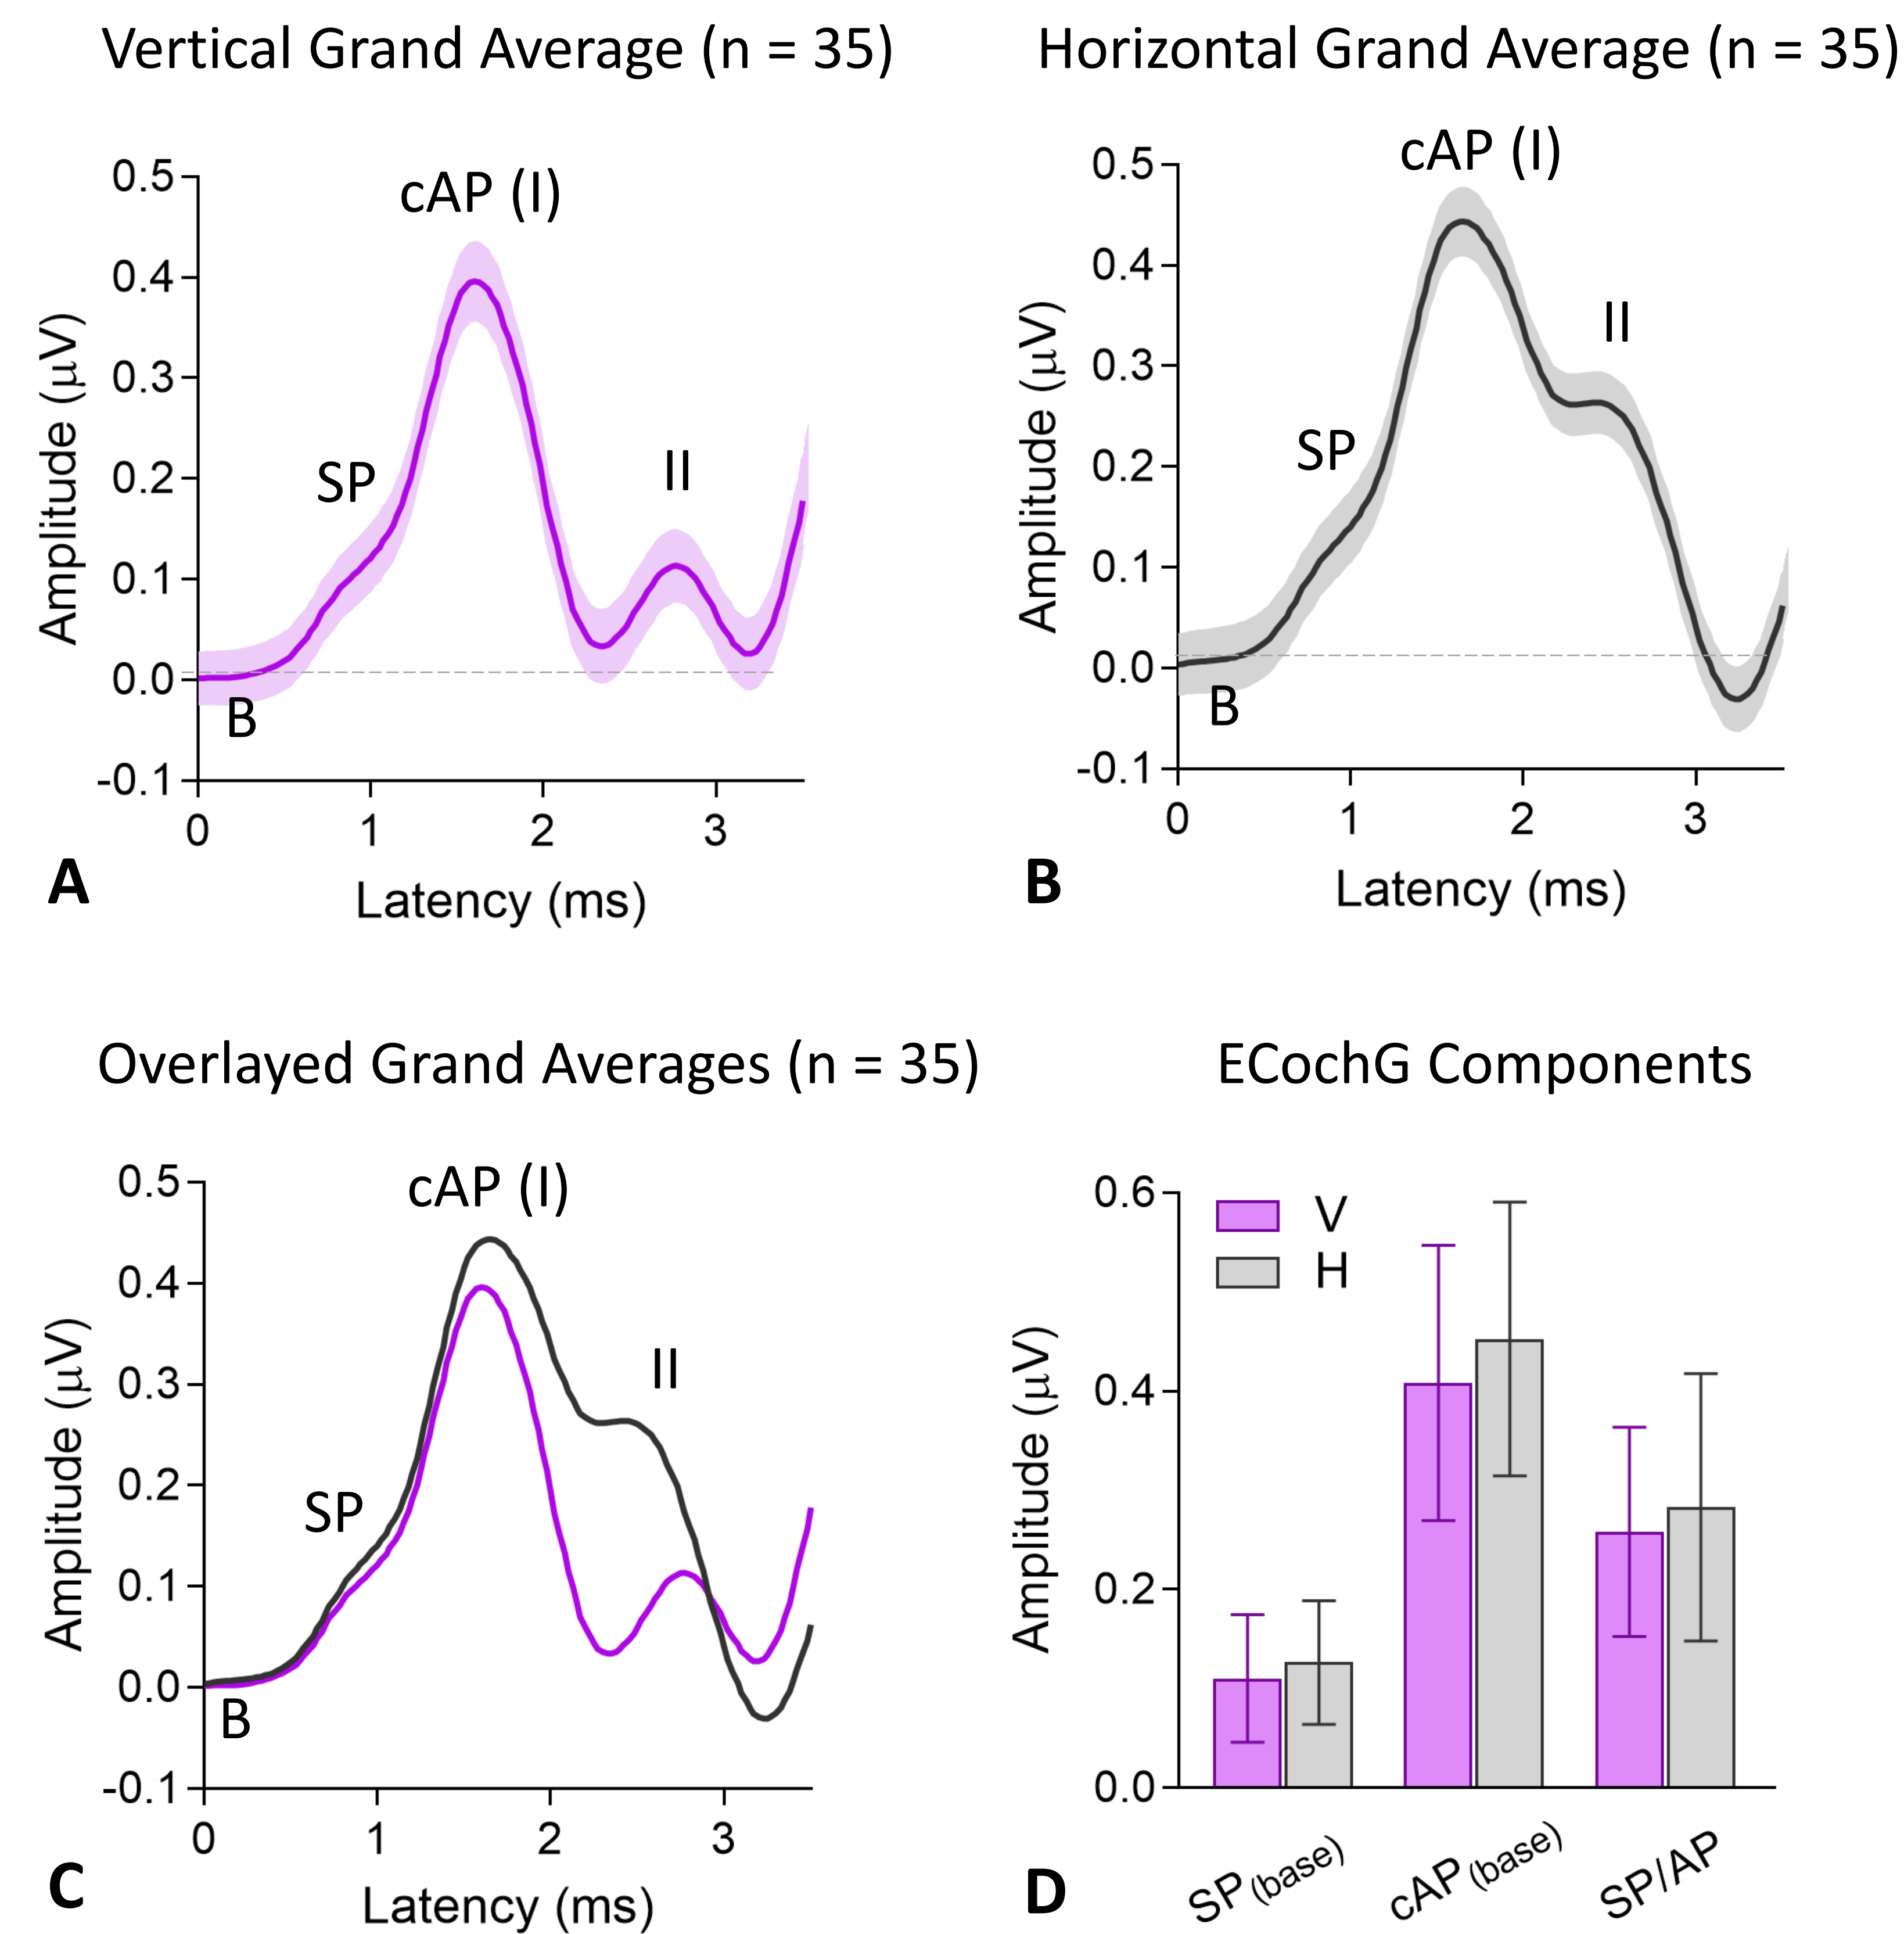 Vertical Grand Average (n = 35)
Horizontal Grand Average (n = 35)
0.5
0.4
0.3
0.2
0.1
0.0
-0.1
Amplitude (µV)
cAP (I)
SP
II
B
0
1
2
3
Latency (ms)
A
0.5
0.4
0.3
0.2
0.1
0.0
-0.1
Amplitude (µV)
cAP (I)
II
SP
B
0
1
2
3
Latency (ms)
B
Overlayed Grand Averages (n = 35)
ECochG Components
0.5
0.4
0.3
0.2
0.1
0.0
-0.1
Amplitude (µV)
cAP (I)
II
SP
B
0
1
2
3
Latency (ms)
C
0.6
0.4
0.2
0.0
Amplitude (µV)
V
H
SP(base)
cAP(base)
SP/AP
D